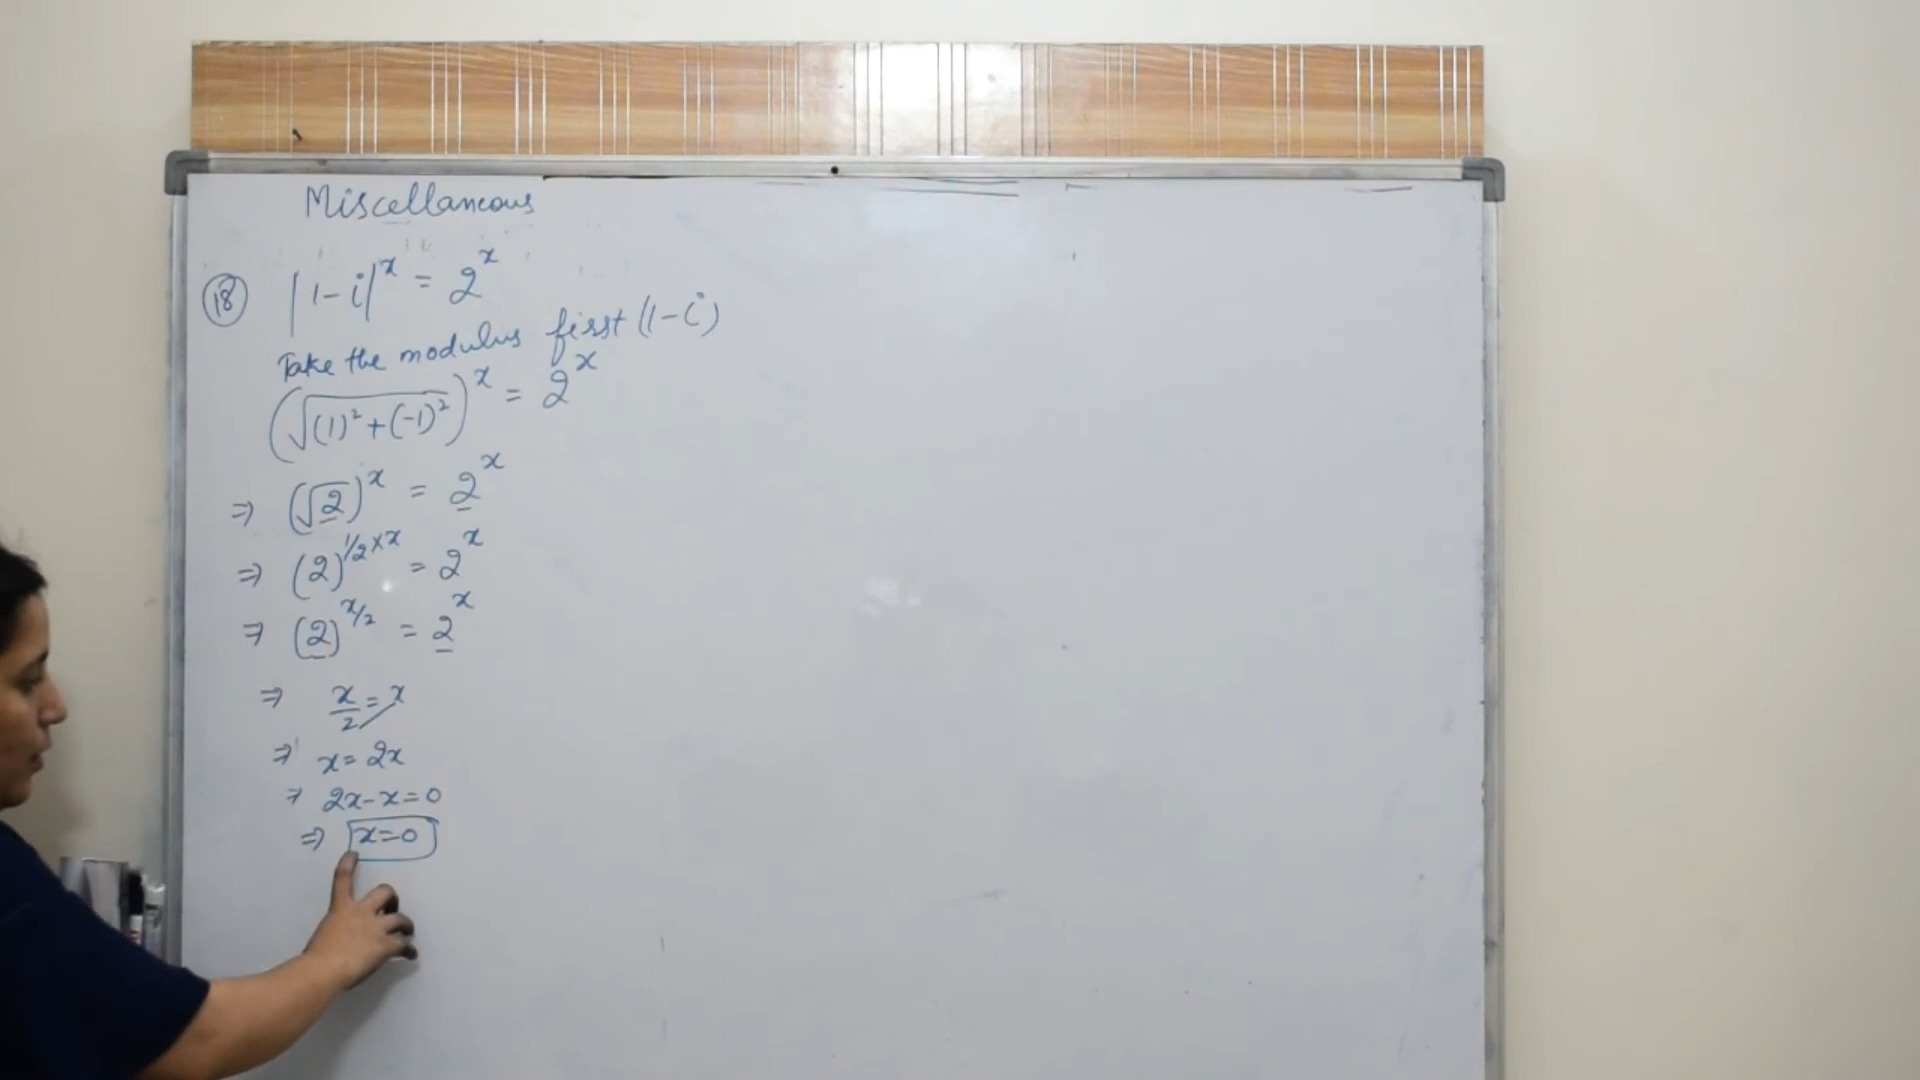 Miscellaneous
(18) |1-i|^x = 2^x
Take the modulus first (1-i)
(√(1)²+(-1)²)^x = 2^x
⇒ (√2)^x = 2^x
⇒ (2)^1/2×x = 2^x
⇒ (2)^x/2 = 2^x
⇒ x/2 = x
⇒ x = 2x
⇒ 2x-x=0
⇒ x=0